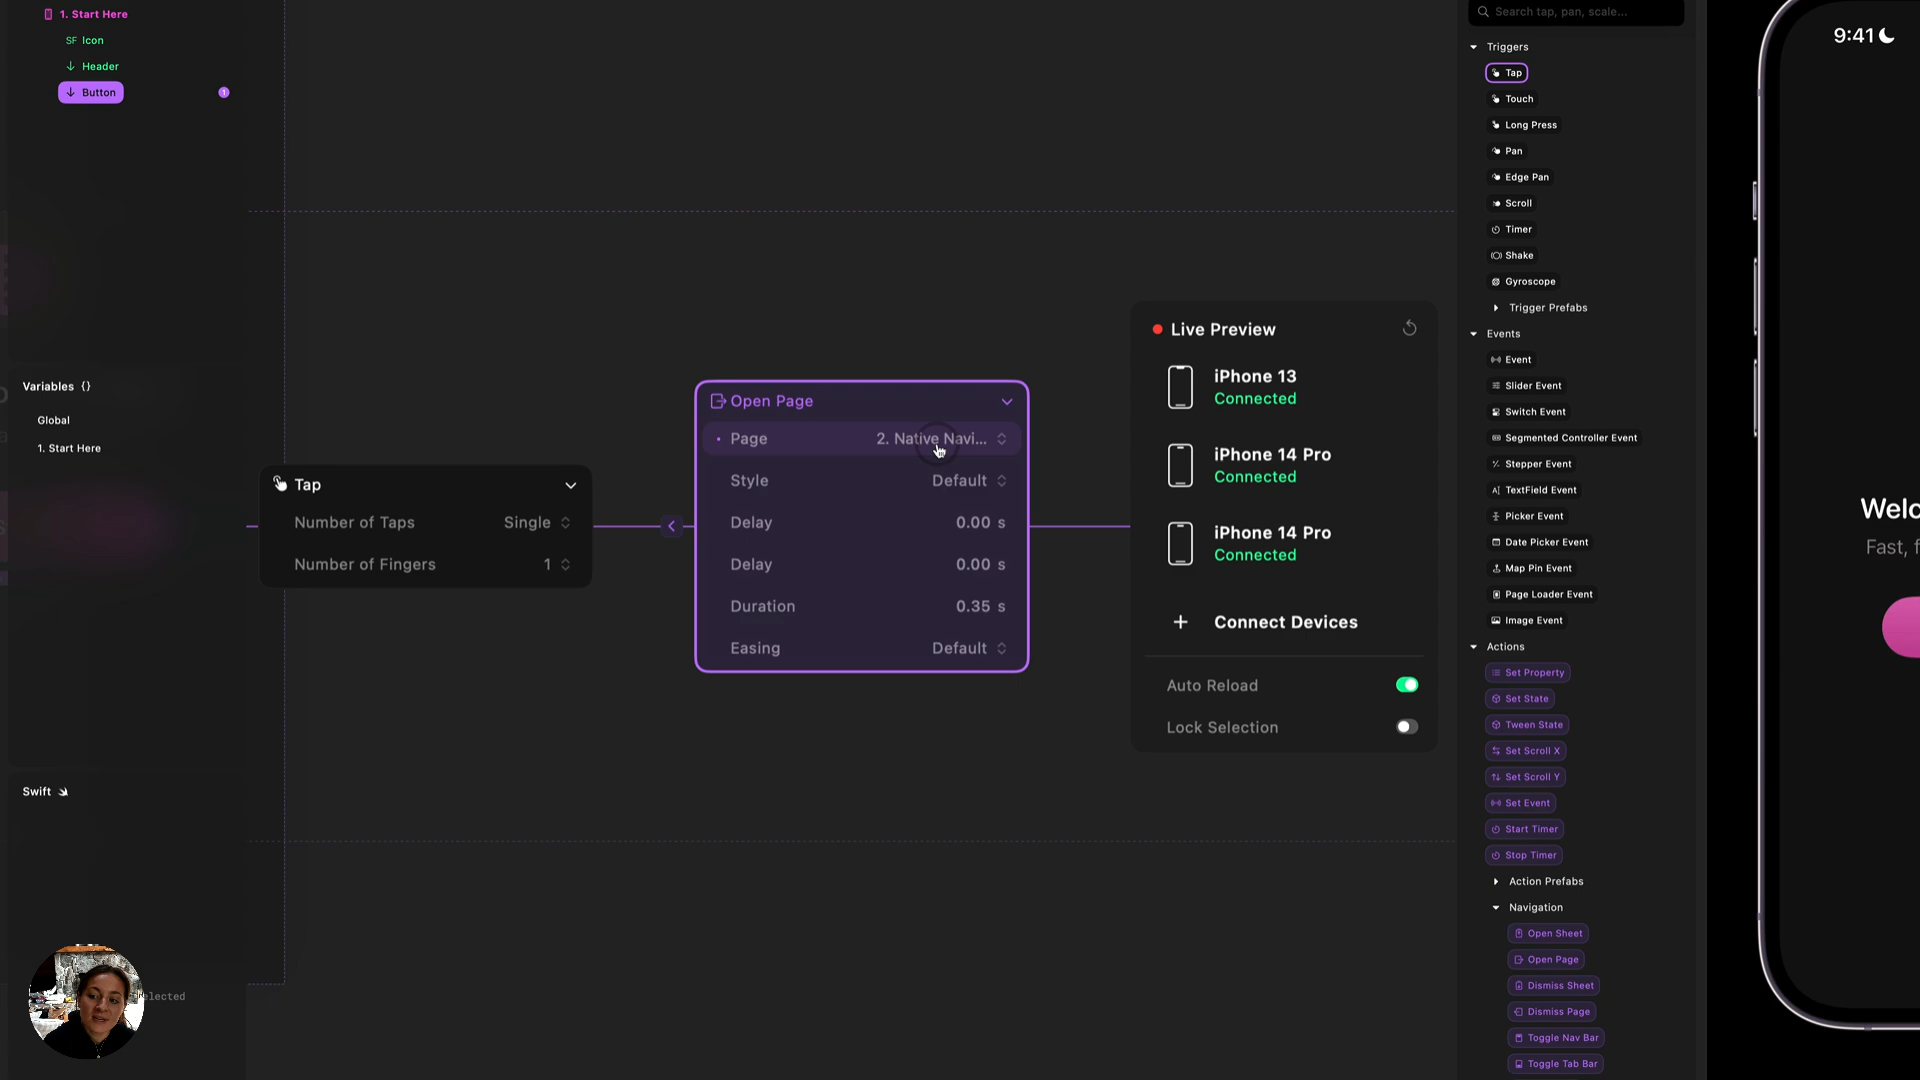 1. Start Here
SF Icon
Header
Button
1
Variables {}
Global
1. Start Here
Swift
elected
Tap
Number of Taps Single
Number of Fingers 1
Open Page
Page 2. Native Navi...
Style Default
Delay 0.00 s
Delay 0.00 s
Duration 0.35 s
Easing Default
Live Preview
iPhone 13
Connected
iPhone 14 Pro
Connected
iPhone 14 Pro
Connected
+ Connect Devices
Auto Reload
Lock Selection
Search tap, pan, scale...
Triggers
Tap
Touch
Long Press
Pan
Edge Pan
Scroll
Timer
Shake
Gyroscope
Trigger Prefabs
Events
Event
Slider Event
Switch Event
Segmented Controller Event
Stepper Event
TextField Event
Picker Event
Date Picker Event
Map Pin Event
Page Loader Event
Image Event
Actions
Set Property
Set State
Tween State
Set Scroll X
Set Scroll Y
Set Event
Start Timer
Stop Timer
Action Prefabs
Navigation
Open Sheet
Open Page
Dismiss Sheet
Dismiss Page
Toggle Nav Bar
Toggle Tab Bar
9:41
Welc
Fast, f